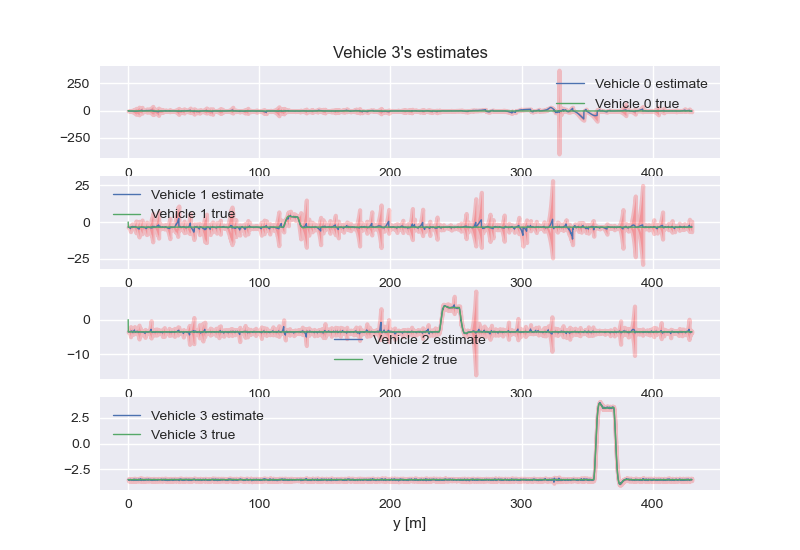 Vehicle 3's estimates
250
0
−250
Vehicle 0 estimate
Vehicle 0 true
0 100 200 300 400
25
0
−25
Vehicle 1 estimate
Vehicle 1 true
0 100 200 300 400
0
−10
Vehicle 2 estimate
Vehicle 2 true
0 100 200 300 400
2.5
0.0
−2.5
Vehicle 3 estimate
Vehicle 3 true
0 100 200 300 400
y [m]